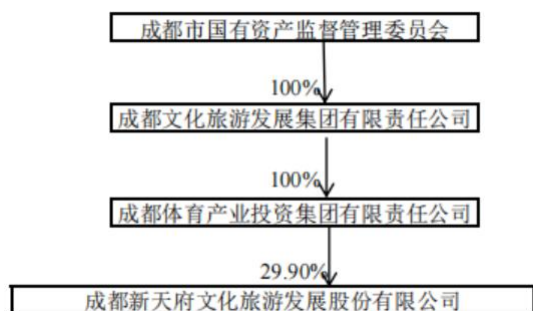 成都市国有资产监督管理委员会
100%
成都文化旅游发展集团有限责任公司
100%
成都体育产业投资集团有限责任公司
29.90%
成都新天府文化旅游发展股份有限公司